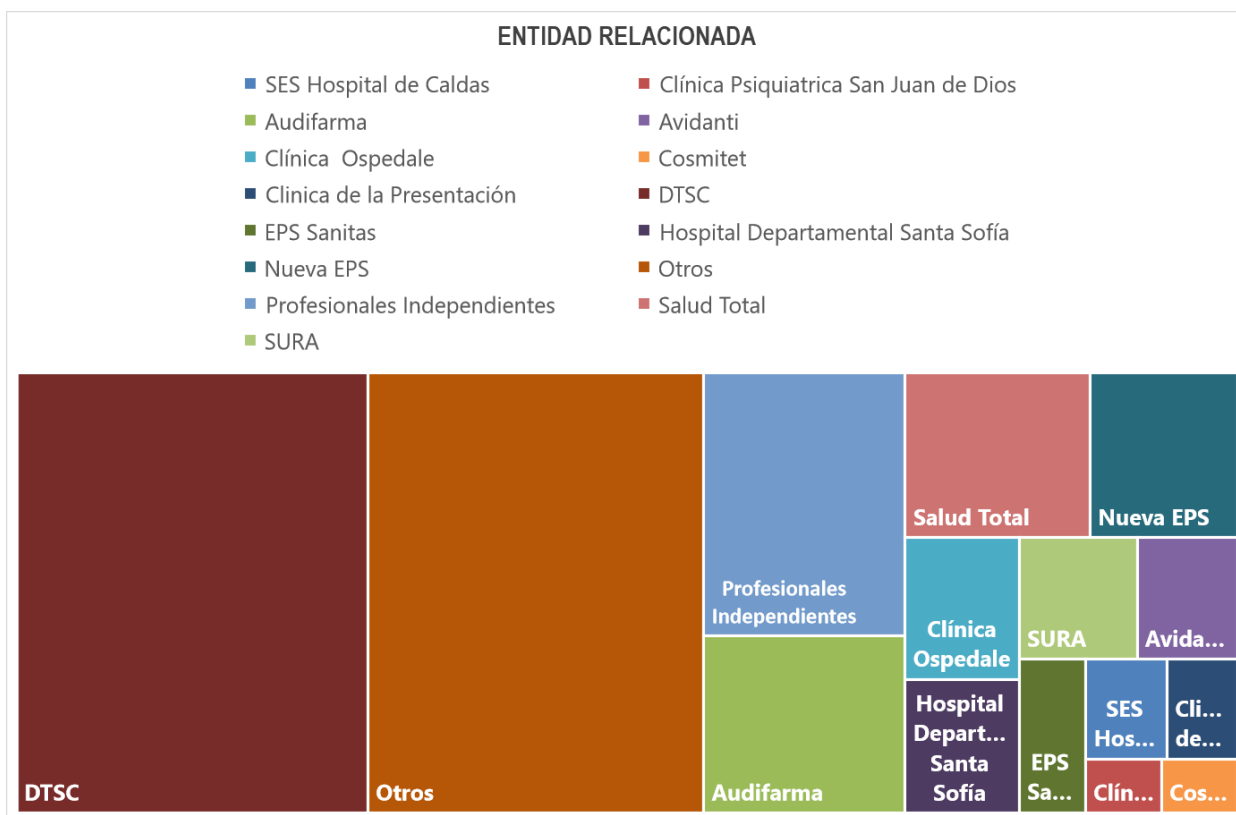 ENTIDAD RELACIONADA
SES Hospital de Caldas
Clínica Psiquiatrica San Juan de Dios
Audifarma
Avidanti
Clínica  Ospedale
Cosmitet
Clinica de la Presentación
DTSC
EPS Sanitas
Hospital Departamental Santa Sofía
Nueva EPS
Otros
Profesionales Independientes
Salud Total
SURA
DTSC
Otros
Profesionales
Independientes
Audifarma
Salud Total
Nueva EPS
Clínica
Ospedale
SURA
Avida...
Hospital
Depart...
Santa
Sofía
EPS
Sa...
SES
Hos...
Cli...
de...
Clín...
Cos...